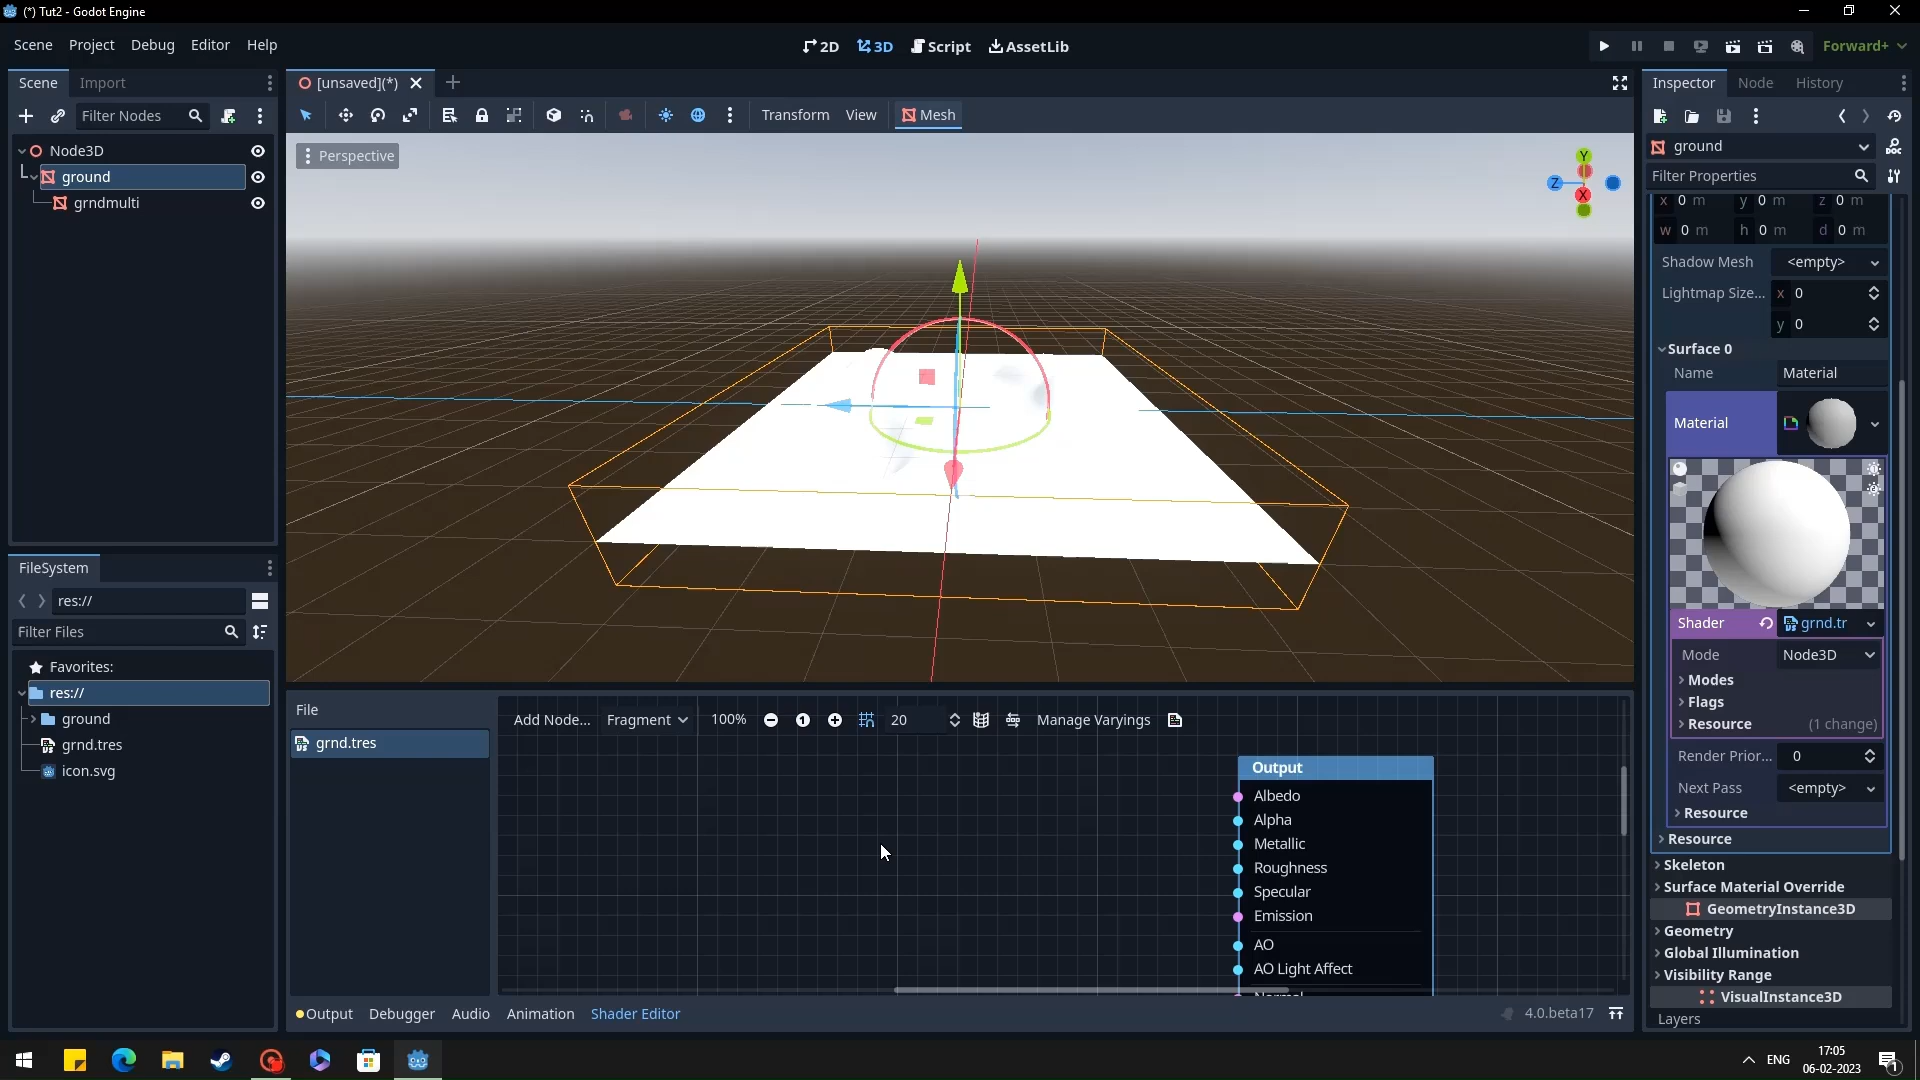 (*) Tut2 - Godot Engine
Scene Project Debug Editor Help
2D 3D Script AssetLib
Forward+
Scene Import
[unsaved](*)
Inspector Node History
Filter Nodes
Transform View Mesh
Node3D
ground
grndmulti
Perspective
Y
Z
X
ground
Filter Properties
x 0 m y 0 m z 0 m
w 0 m h 0 m d 0 m
Shadow Mesh <empty>
Lightmap Size... x 0
y 0
Surface 0
Name Material
Material
Shader grnd.tr
Mode Node3D
Modes
Flags
Resource (1 change)
Render Prior... 0
Next Pass <empty>
Resource
Resource
Skeleton
Surface Material Override
GeometryInstance3D
Geometry
Global Illumination
Visibility Range
VisualInstance3D
Layers
FileSystem
res://
Filter Files
Favorites:
res://
ground
grnd.tres
icon.svg
File
grnd.tres
Add Node... Fragment 100% 1 20 Manage Varyings
Output
Albedo
Alpha
Metallic
Roughness
Specular
Emission
AO
AO Light Affect
Normal
Output Debugger Audio Animation Shader Editor
4.0.beta17
ENG
17:05
06-02-2023
1